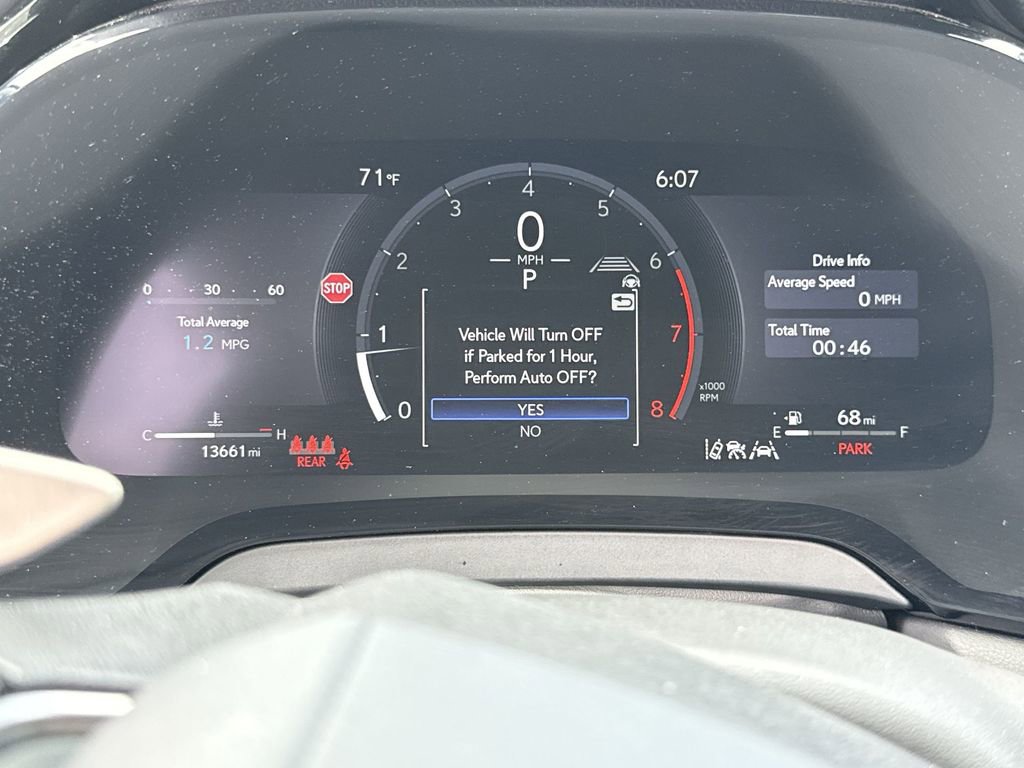 71°F
6:07
4
3
5
2
6
0
MPH
P
STOP
0 30 60
Total Average
1.2 MPG
1
7
0
8
x1000
RPM
Vehicle Will Turn OFF
if Parked for 1 Hour,
Perform Auto OFF?
YES
NO
Drive Info
Average Speed
0 MPH
Total Time
00:46
C H
13661 mi
REAR
68 mi
E F
PARK